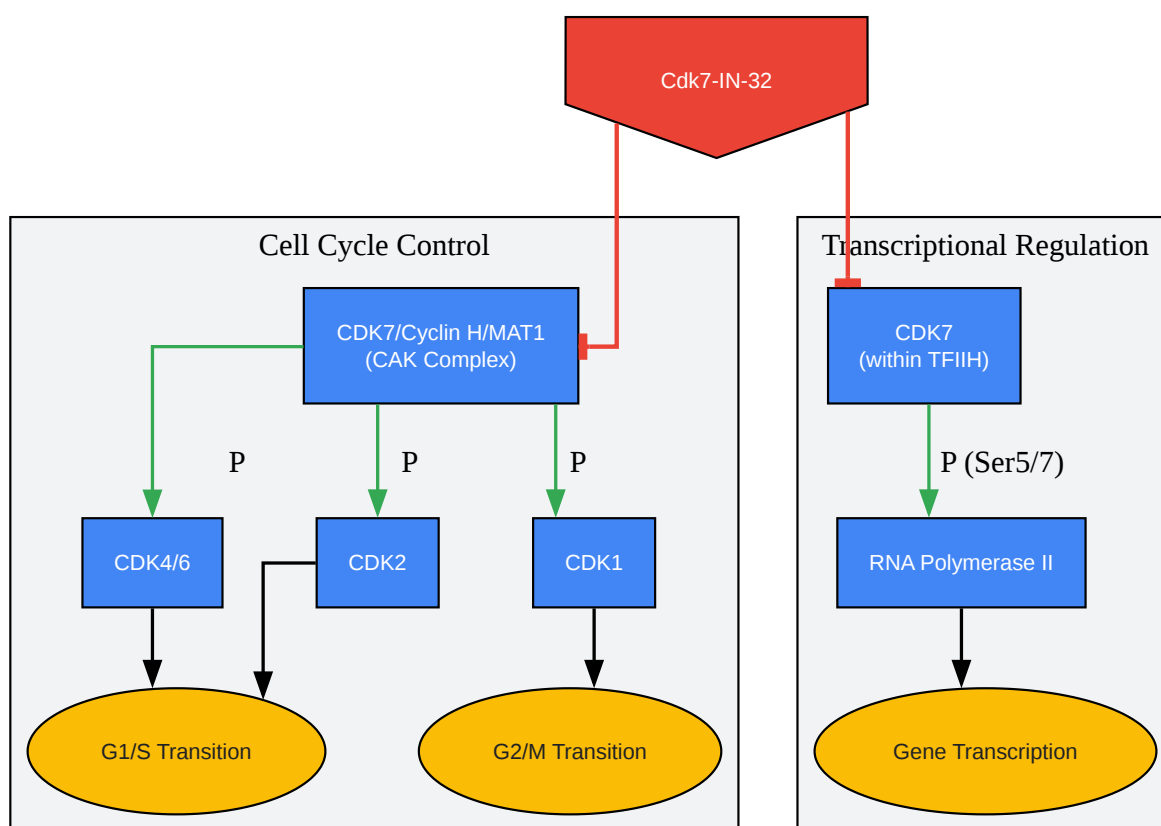 Cdk7-IN-32
Cell Cycle Control
Transcriptional Regulation
CDK7/Cyclin H/MAT1
(CAK Complex)
CDK7
(within TFIIH)
P
P
P
P (Ser5/7)
CDK4/6
CDK2
CDK1
RNA Polymerase II
G1/S Transition
G2/M Transition
Gene Transcription